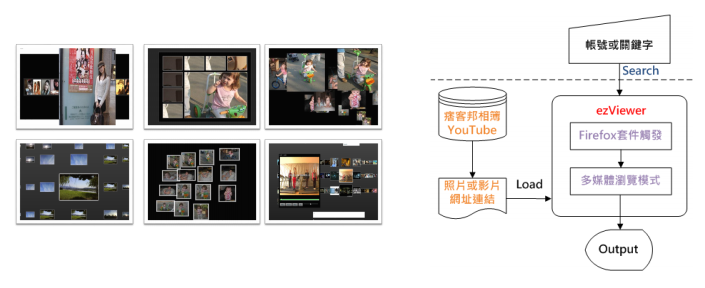 帳號或關鍵字
Search
ezViewer
痞客邦相簿
YouTube
Firefox套件觸發
照片或影片
網址連結
Load
多媒體瀏覽模式
Output